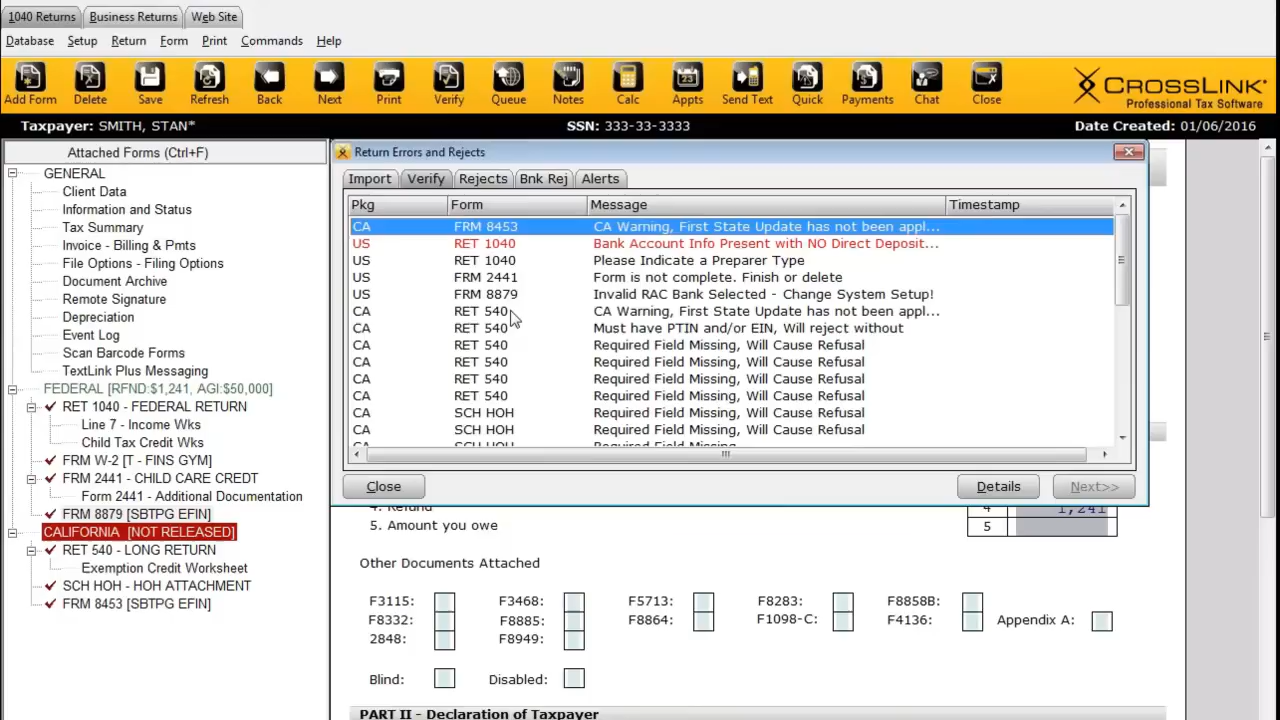 1040 Returns Business Returns Web Site
Database Setup Return Form Print Commands Help
Add Form Delete Save Refresh Back Next Print Verify Queue Notes Calc Appts Send Text Quick Payments Chat Close
23
CROSSLINK
Professional Tax Software
Taxpayer: SMITH, STAN* SSN: 333-33-3333 Date Created: 01/06/2016
Attached Forms (Ctrl+F)
GENERAL
Client Data
Information and Status
Tax Summary
Invoice - Billing & Pmts
File Options - Filing Options
Document Archive
Remote Signature
Depreciation
Event Log
Scan Barcode Forms
TextLink Plus Messaging
FEDERAL [RFND:$1,241, AGI:$50,000]
RET 1040 - FEDERAL RETURN
Line 7 - Income Wks
Child Tax Credit Wks
FRM W-2 [T - FINS GYM]
FRM 2441 - CHILD CARE CREDT
Form 2441 - Additional Documentation
FRM 8879 [SBTPG EFIN]
CALIFORNIA [NOT RELEASED]
RET 540 - LONG RETURN
Exemption Credit Worksheet
SCH HOH - HOH ATTACHMENT
FRM 8453 [SBTPG EFIN]
Return Errors and Rejects
Import Verify Rejects Bnk Rej Alerts
Pkg Form Message Timestamp
CA FRM 8453 CA Warning, First State Update has not been appl...
US RET 1040 Bank Account Info Present with NO Direct Deposit...
US RET 1040 Please Indicate a Preparer Type
US FRM 2441 Form is not complete. Finish or delete
US FRM 8879 Invalid RAC Bank Selected - Change System Setup!
CA RET 540 CA Warning, First State Update has not been appl...
CA RET 540 Must have PTIN and/or EIN, Will reject without
CA RET 540 Required Field Missing, Will Cause Refusal
CA RET 540 Required Field Missing, Will Cause Refusal
CA RET 540 Required Field Missing, Will Cause Refusal
CA RET 540 Required Field Missing, Will Cause Refusal
CA SCH HOH Required Field Missing, Will Cause Refusal
CA SCH HOH Required Field Missing, Will Cause Refusal
CA SCH HOH Required Field Missing
Close Details Next>>
4. Refund 4 1,241
5. Amount you owe 5
Other Documents Attached
F3115: F3468: F5713: F8283: F8858B:
F8332: F8885: F8864: F1098-C: F4136: Appendix A:
2848: F8949:
Blind: Disabled:
PART II - Declaration of Taxpayer